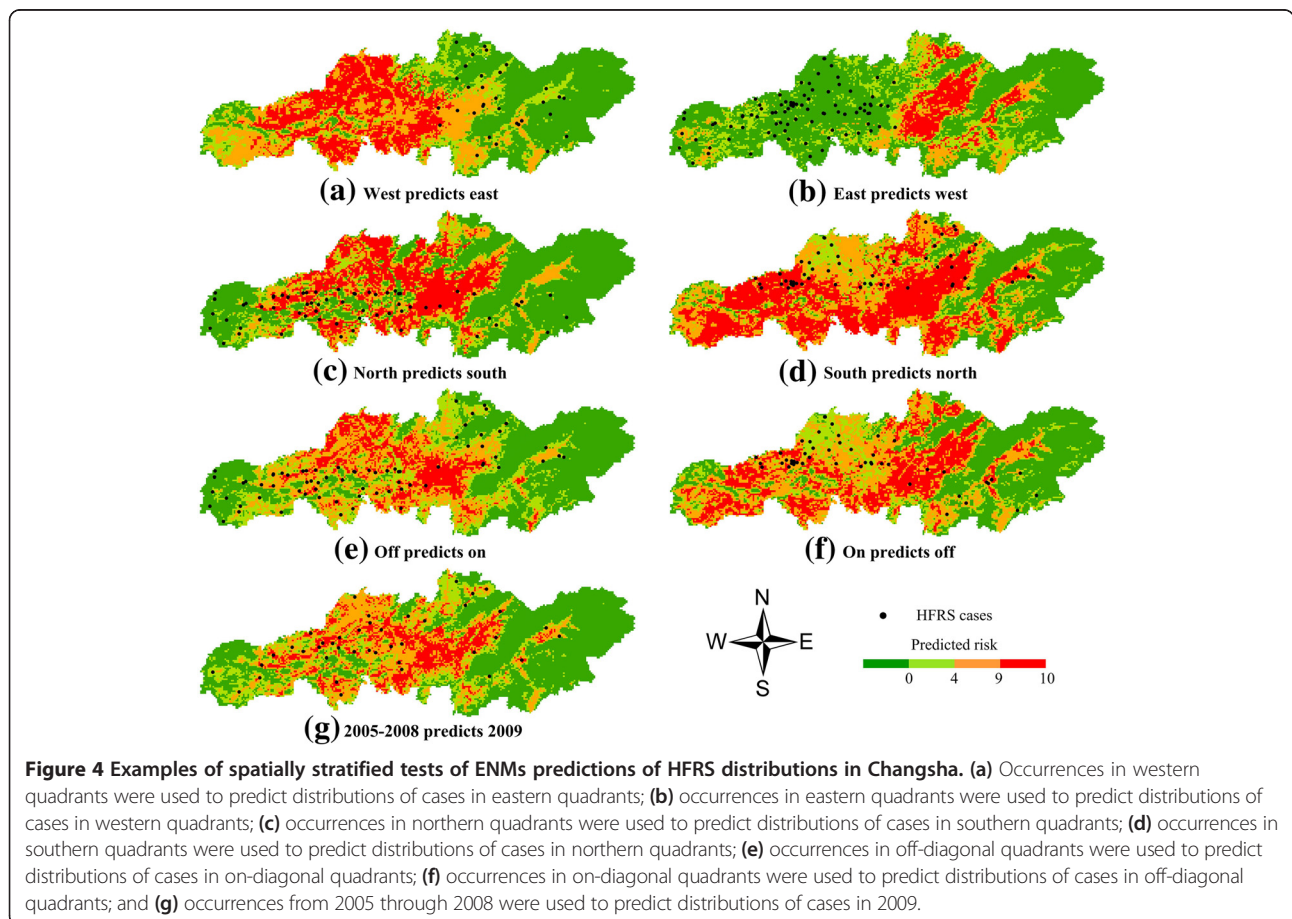 (a) West predicts east
(b) East predicts west
(c) North predicts south
(d) South predicts north
(e) Off predicts on
(f) On predicts off
(g) 2005-2008 predicts 2009
N
W E
S
HFRS cases
Predicted risk
0 4 9 10
Figure 4 Examples of spatially stratified tests of ENMs predictions of HFRS distributions in Changsha. (a) Occurrences in western
quadrants were used to predict distributions of cases in eastern quadrants; (b) occurrences in eastern quadrants were used to predict distributions of
cases in western quadrants; (c) occurrences in northern quadrants were used to predict distributions of cases in southern quadrants; (d) occurrences in
southern quadrants were used to predict distributions of cases in northern quadrants; (e) occurrences in off-diagonal quadrants were used to predict
distributions of cases in on-diagonal quadrants; (f) occurrences in on-diagonal quadrants were used to predict distributions of cases in off-diagonal
quadrants; and (g) occurrences from 2005 through 2008 were used to predict distributions of cases in 2009.